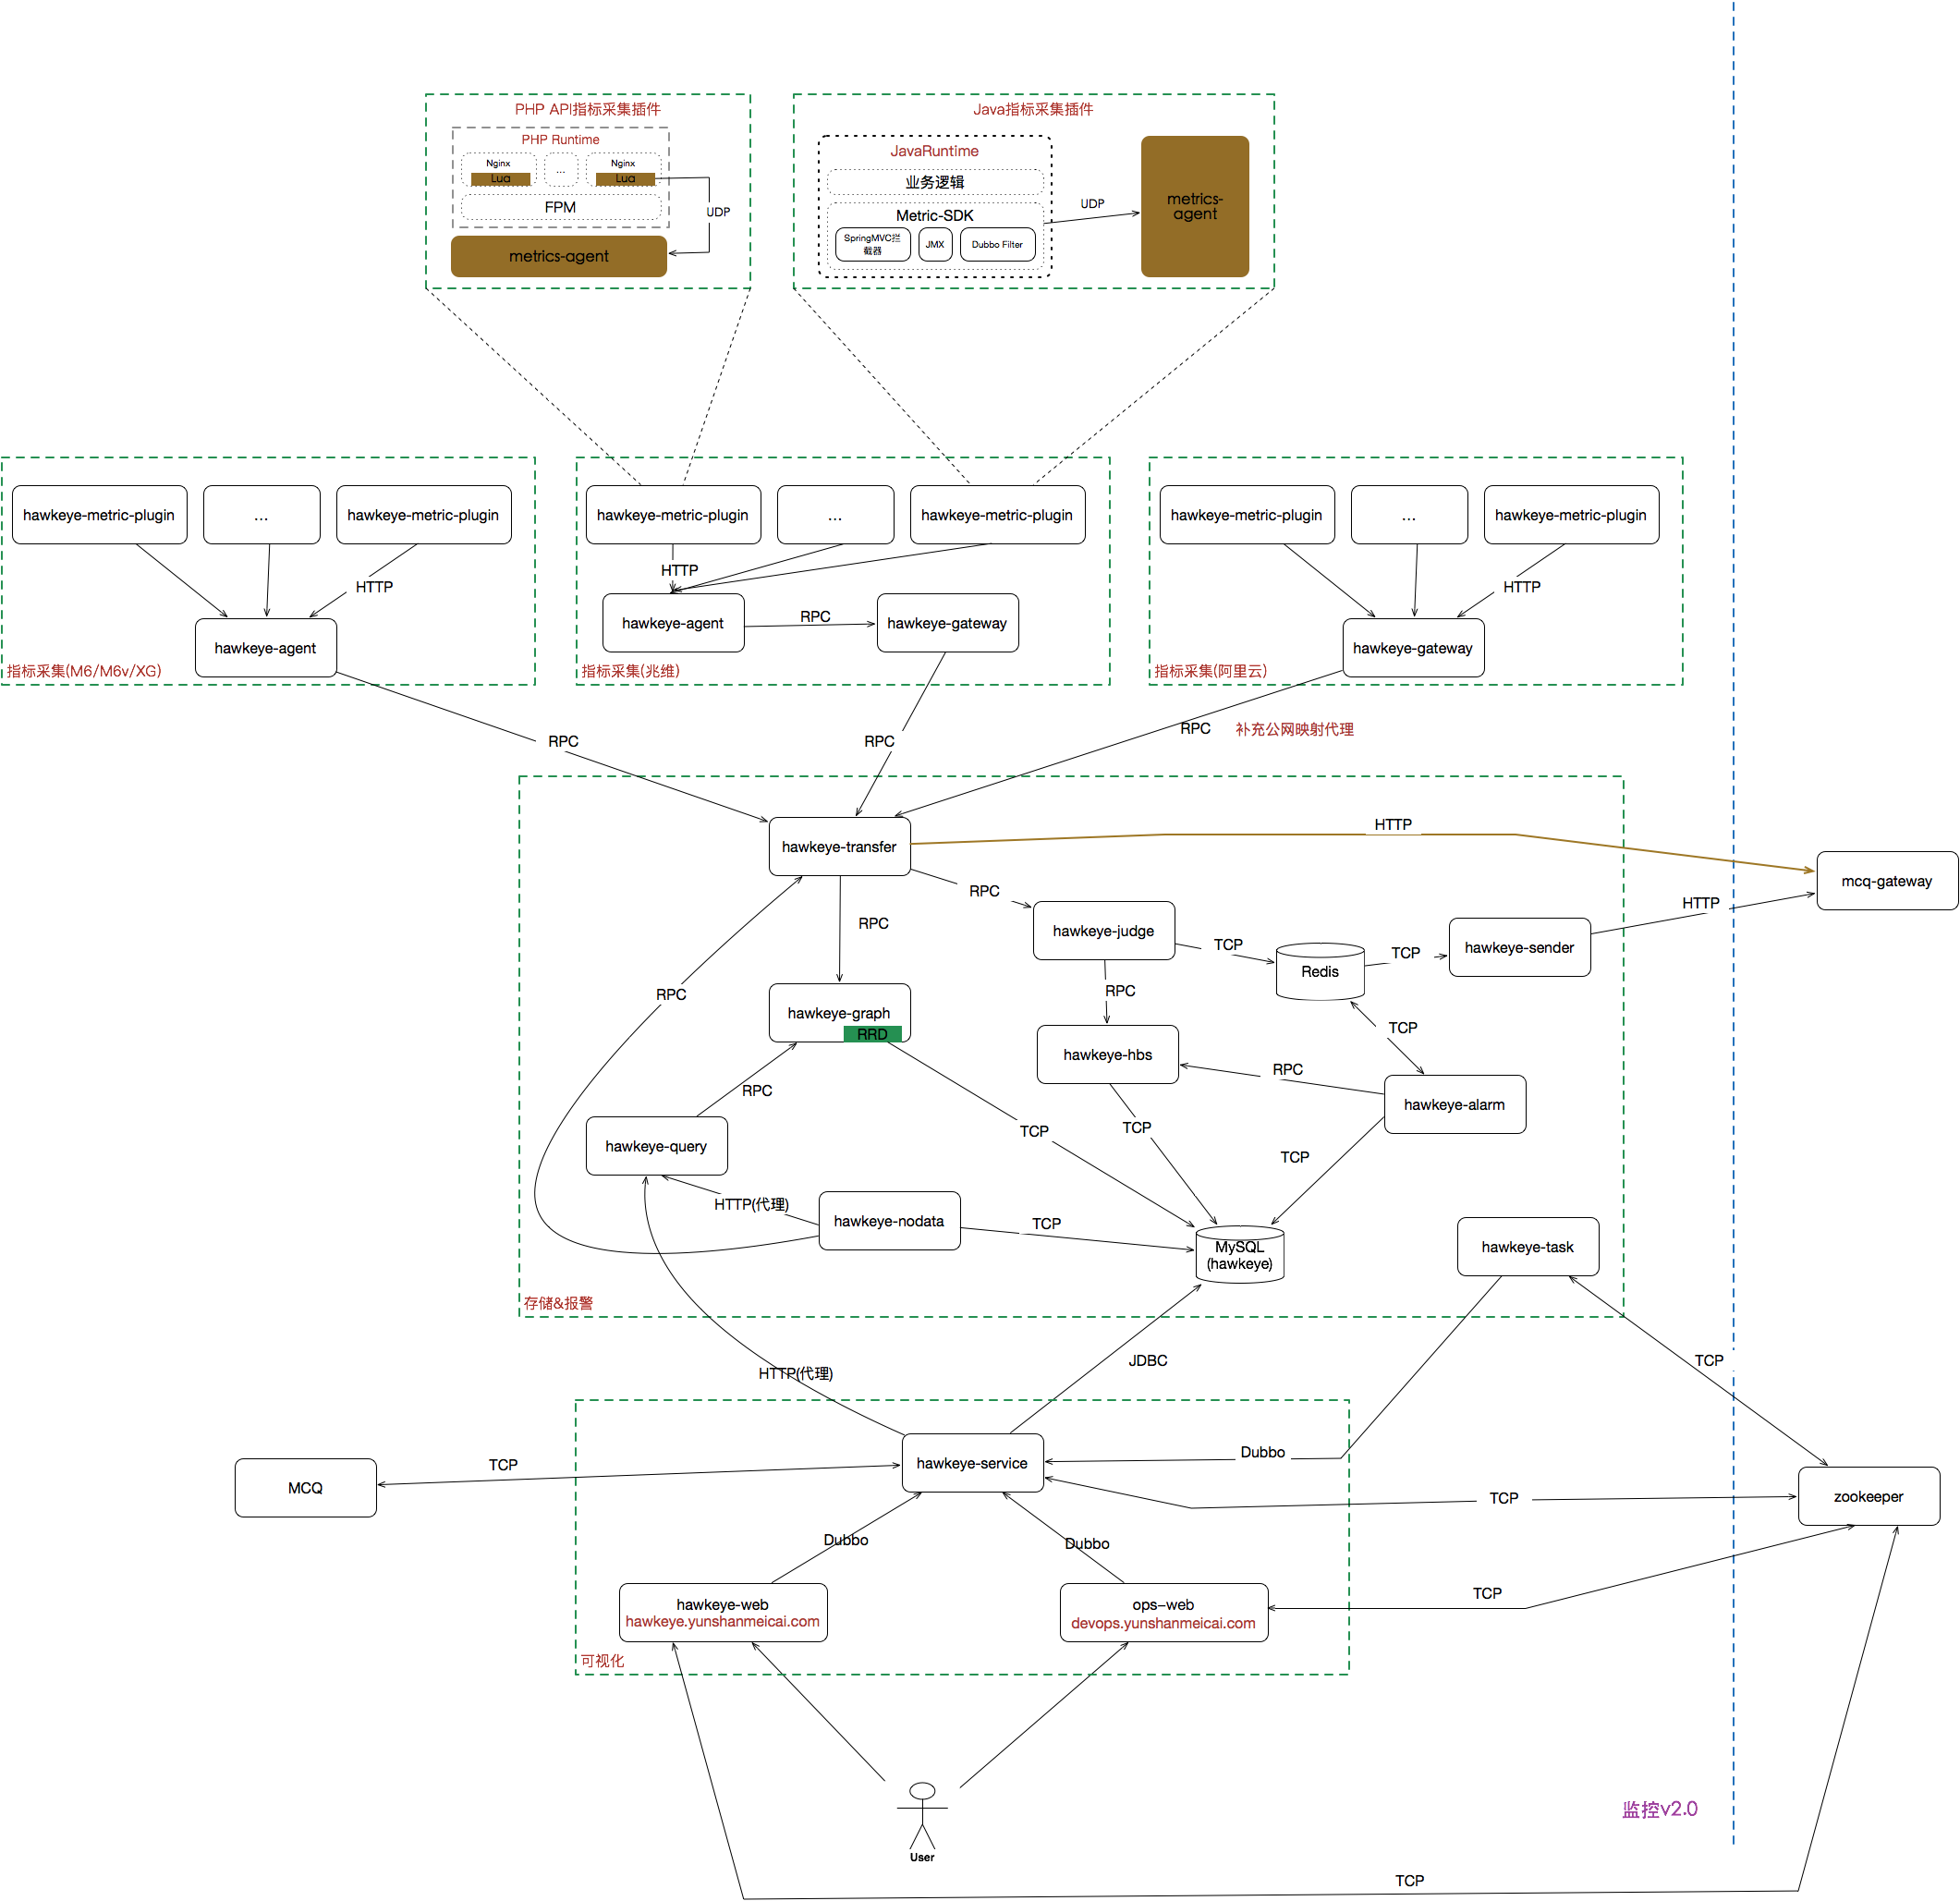 PHP API指标采集插件
PHP Runtime
Nginx
Lua
...
Nginx
Lua
FPM
UDP
metrics-agent
Java指标采集插件
JavaRuntime
业务逻辑
Metric-SDK
SpringMVC拦
截器
JMX
Dubbo Filter
UDP
metrics-
agent
hawkeye-metric-plugin
...
hawkeye-metric-plugin
HTTP
hawkeye-agent
指标采集(M6/M6v/XG)
hawkeye-metric-plugin
...
hawkeye-metric-plugin
HTTP
hawkeye-agent
RPC
hawkeye-gateway
指标采集(兆维)
hawkeye-metric-plugin
...
hawkeye-metric-plugin
HTTP
hawkeye-gateway
指标采集(阿里云)
RPC
RPC
RPC
补充公网映射代理
hawkeye-transfer
HTTP
mcq-gateway
RPC
RPC
hawkeye-judge
TCP
Redis
TCP
hawkeye-sender
HTTP
RPC
RPC
hawkeye-graph
RRD
TCP
hawkeye-hbs
RPC
hawkeye-alarm
RPC
hawkeye-query
TCP
TCP
TCP
HTTP(代理)
hawkeye-nodata
TCP
MySQL
(hawkeye)
hawkeye-task
存储&报警
HTTP(代理)
JDBC
TCP
Dubbo
MCQ
TCP
hawkeye-service
TCP
zookeeper
Dubbo
Dubbo
hawkeye-web
hawkeye.yunshanmeicai.com
ops-web
devops.yunshanmeicai.com
TCP
可视化
User
监控v2.0
TCP